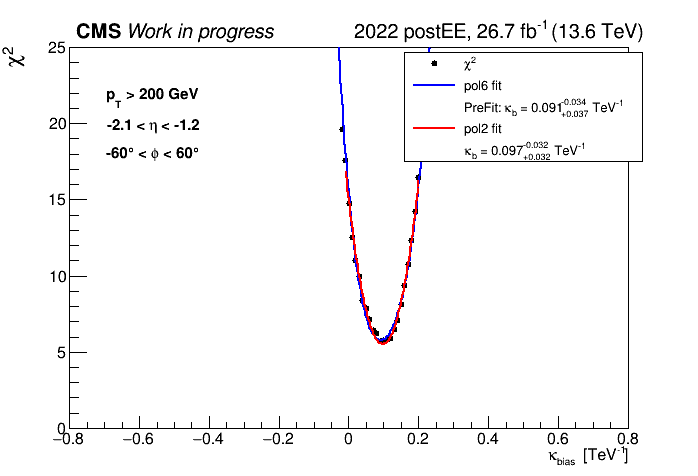 CMS Work in progress 2022 postEE, 26.7 fb⁻¹ (13.6 TeV)
χ²
25
20
15
10
5
0
p_T > 200 GeV
-2.1 < η < -1.2
-60° < ϕ < 60°
χ²
pol6 fit
PreFit: κ_b = 0.091^{-0.034}_{+0.037} TeV⁻¹
pol2 fit
κ_b = 0.097^{-0.032}_{+0.032} TeV⁻¹
−0.8 −0.6 −0.4 −0.2 0 0.2 0.4 0.6 0.8
κ_bias [TeV⁻¹]